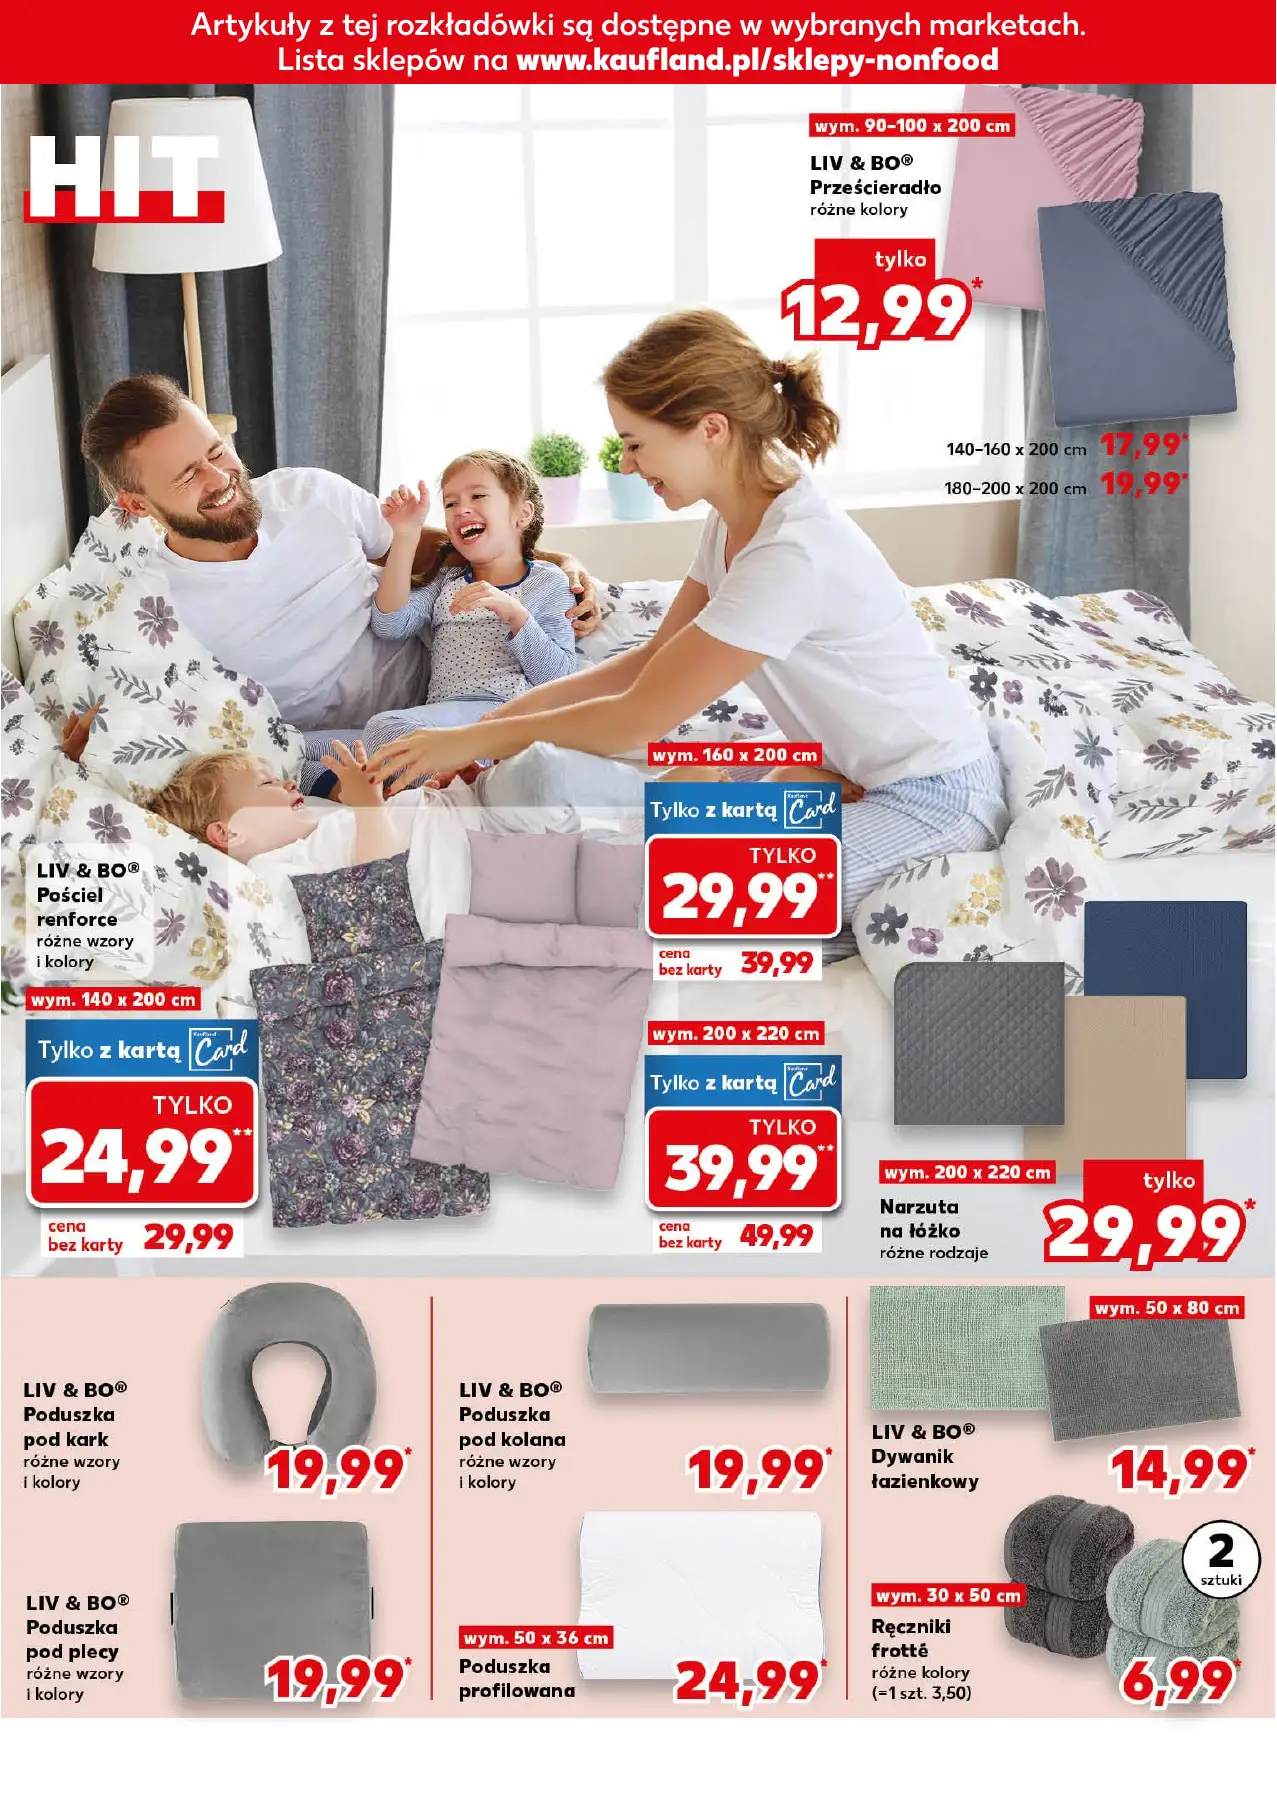 Artykuły z tej rozkładówki są dostępne w wybranych marketach.
Lista sklepów na www.kaufland.pl/sklepy-nonfood
HIT
wym. 90–100 x 200 cm
LIV & BO®
Prześcieradło
różne kolory
tylko
12,99*
140–160 x 200 cm 17,99*
180–200 x 200 cm 19,99*
LIV & BO®
Pościel
renforce
różne wzory
i kolory
wym. 140 x 200 cm
Tylko z kartą Kaufland Card
TYLKO
24,99**
cena
bez karty 29,99
wym. 160 x 200 cm
Tylko z kartą Kaufland Card
TYLKO
29,99**
cena
bez karty 39,99
wym. 200 x 220 cm
Tylko z kartą Kaufland Card
TYLKO
39,99**
cena
bez karty 49,99
wym. 200 x 220 cm
Narzuta
na łóżko
różne rodzaje
tylko
29,99*
LIV & BO®
Poduszka
pod kark
różne wzory
i kolory
19,99*
LIV & BO®
Poduszka
pod kolana
różne wzory
i kolory
19,99*
wym. 50 x 80 cm
LIV & BO®
Dywanik
łazienkowy
14,99*
LIV & BO®
Poduszka
pod plecy
różne wzory
i kolory
19,99*
wym. 50 x 36 cm
Poduszka
profilowana
24,99*
2
sztuki
wym. 30 x 50 cm
Ręczniki
frotté
różne kolory
(=1 szt. 3,50)
6,99*